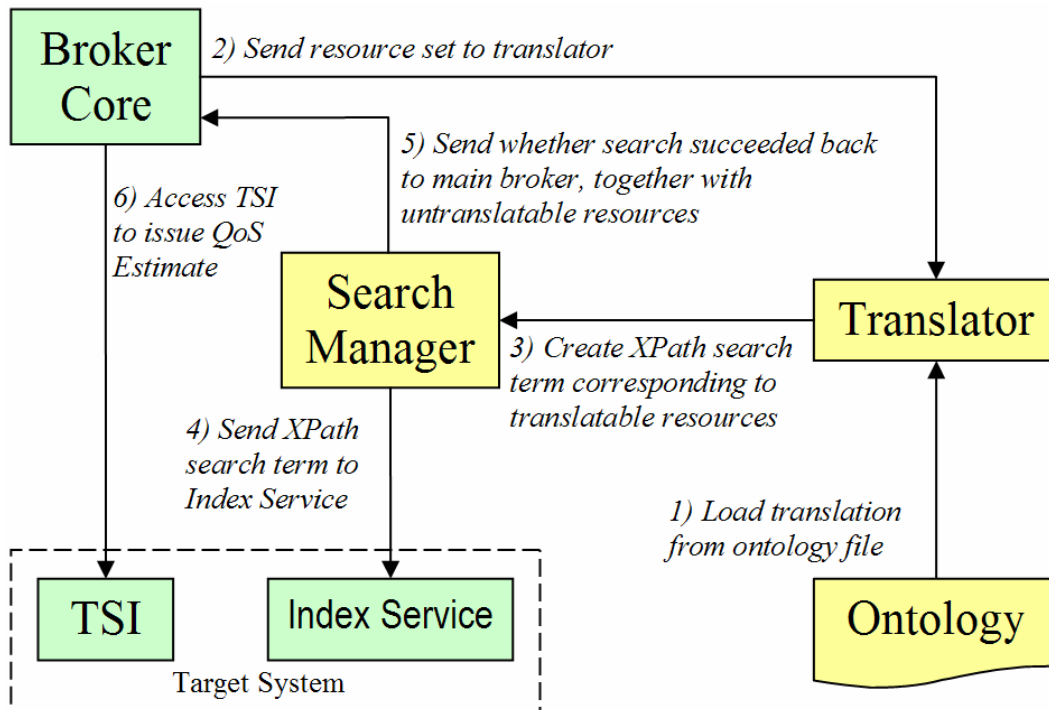 Broker
Core
2) Send resource set to translator
5) Send whether search succeeded back
to main broker, together with
untranslatable resources
6) Access TSI
to issue QoS
Estimate
Search
Manager
Translator
3) Create XPath search
term corresponding to
translatable resources
4) Send XPath
search term to
Index Service
1) Load translation
from ontology file
TSI
Index Service
Ontology
Target System